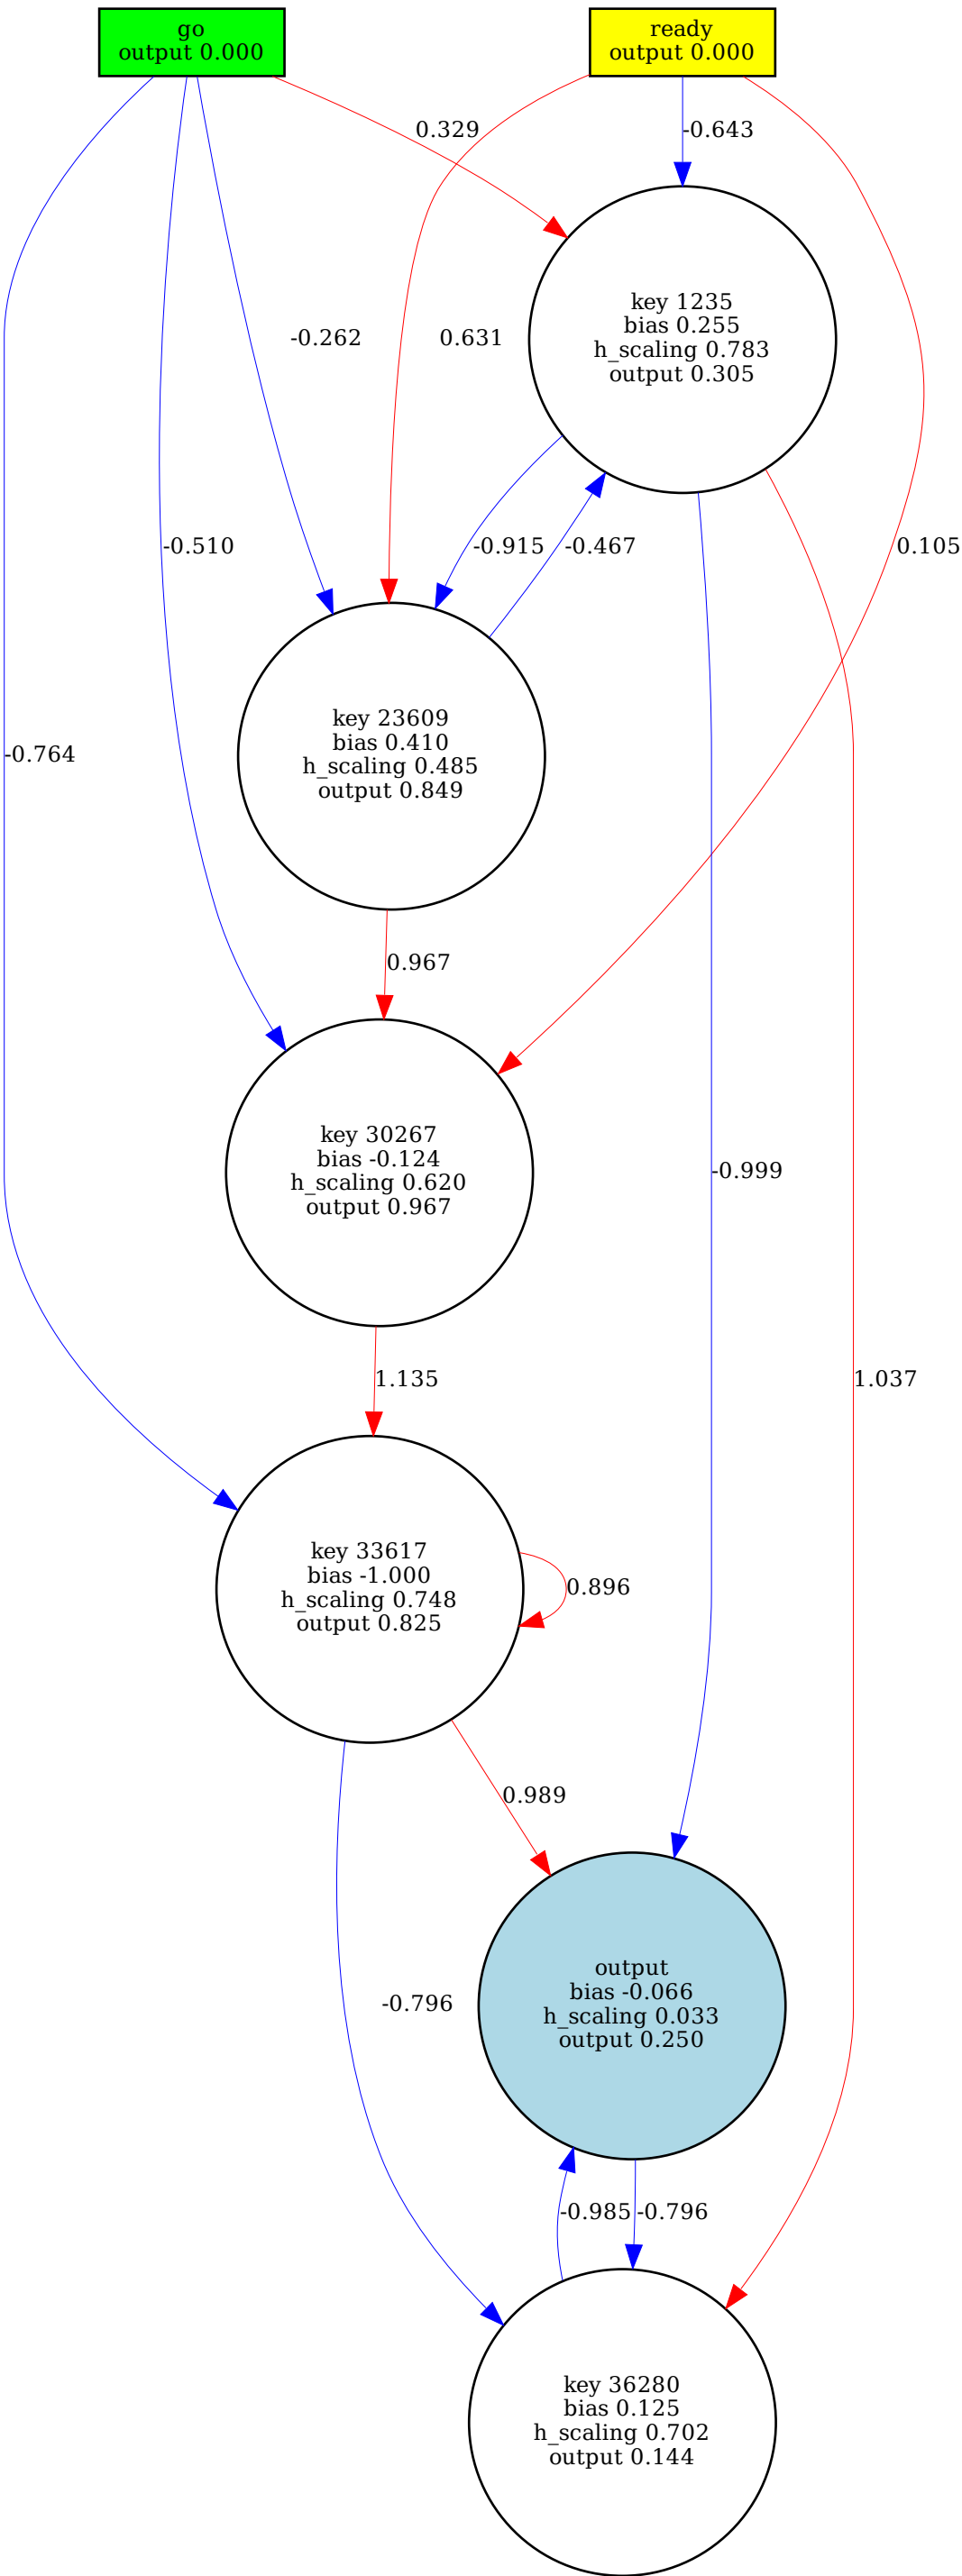 go
output 0.000
ready
output 0.000
0.329
-0.643
key 1235
bias 0.255
h_scaling 0.783
output 0.305
-0.262
0.631
-0.510
-0.915
-0.467
0.105
key 23609
bias 0.410
h_scaling 0.485
output 0.849
-0.764
0.967
key 30267
bias -0.124
h_scaling 0.620
output 0.967
-0.999
1.135
1.037
key 33617
bias -1.000
h_scaling 0.748
output 0.825
0.896
0.989
output
bias -0.066
h_scaling 0.033
output 0.250
-0.796
-0.985
-0.796
key 36280
bias 0.125
h_scaling 0.702
output 0.144